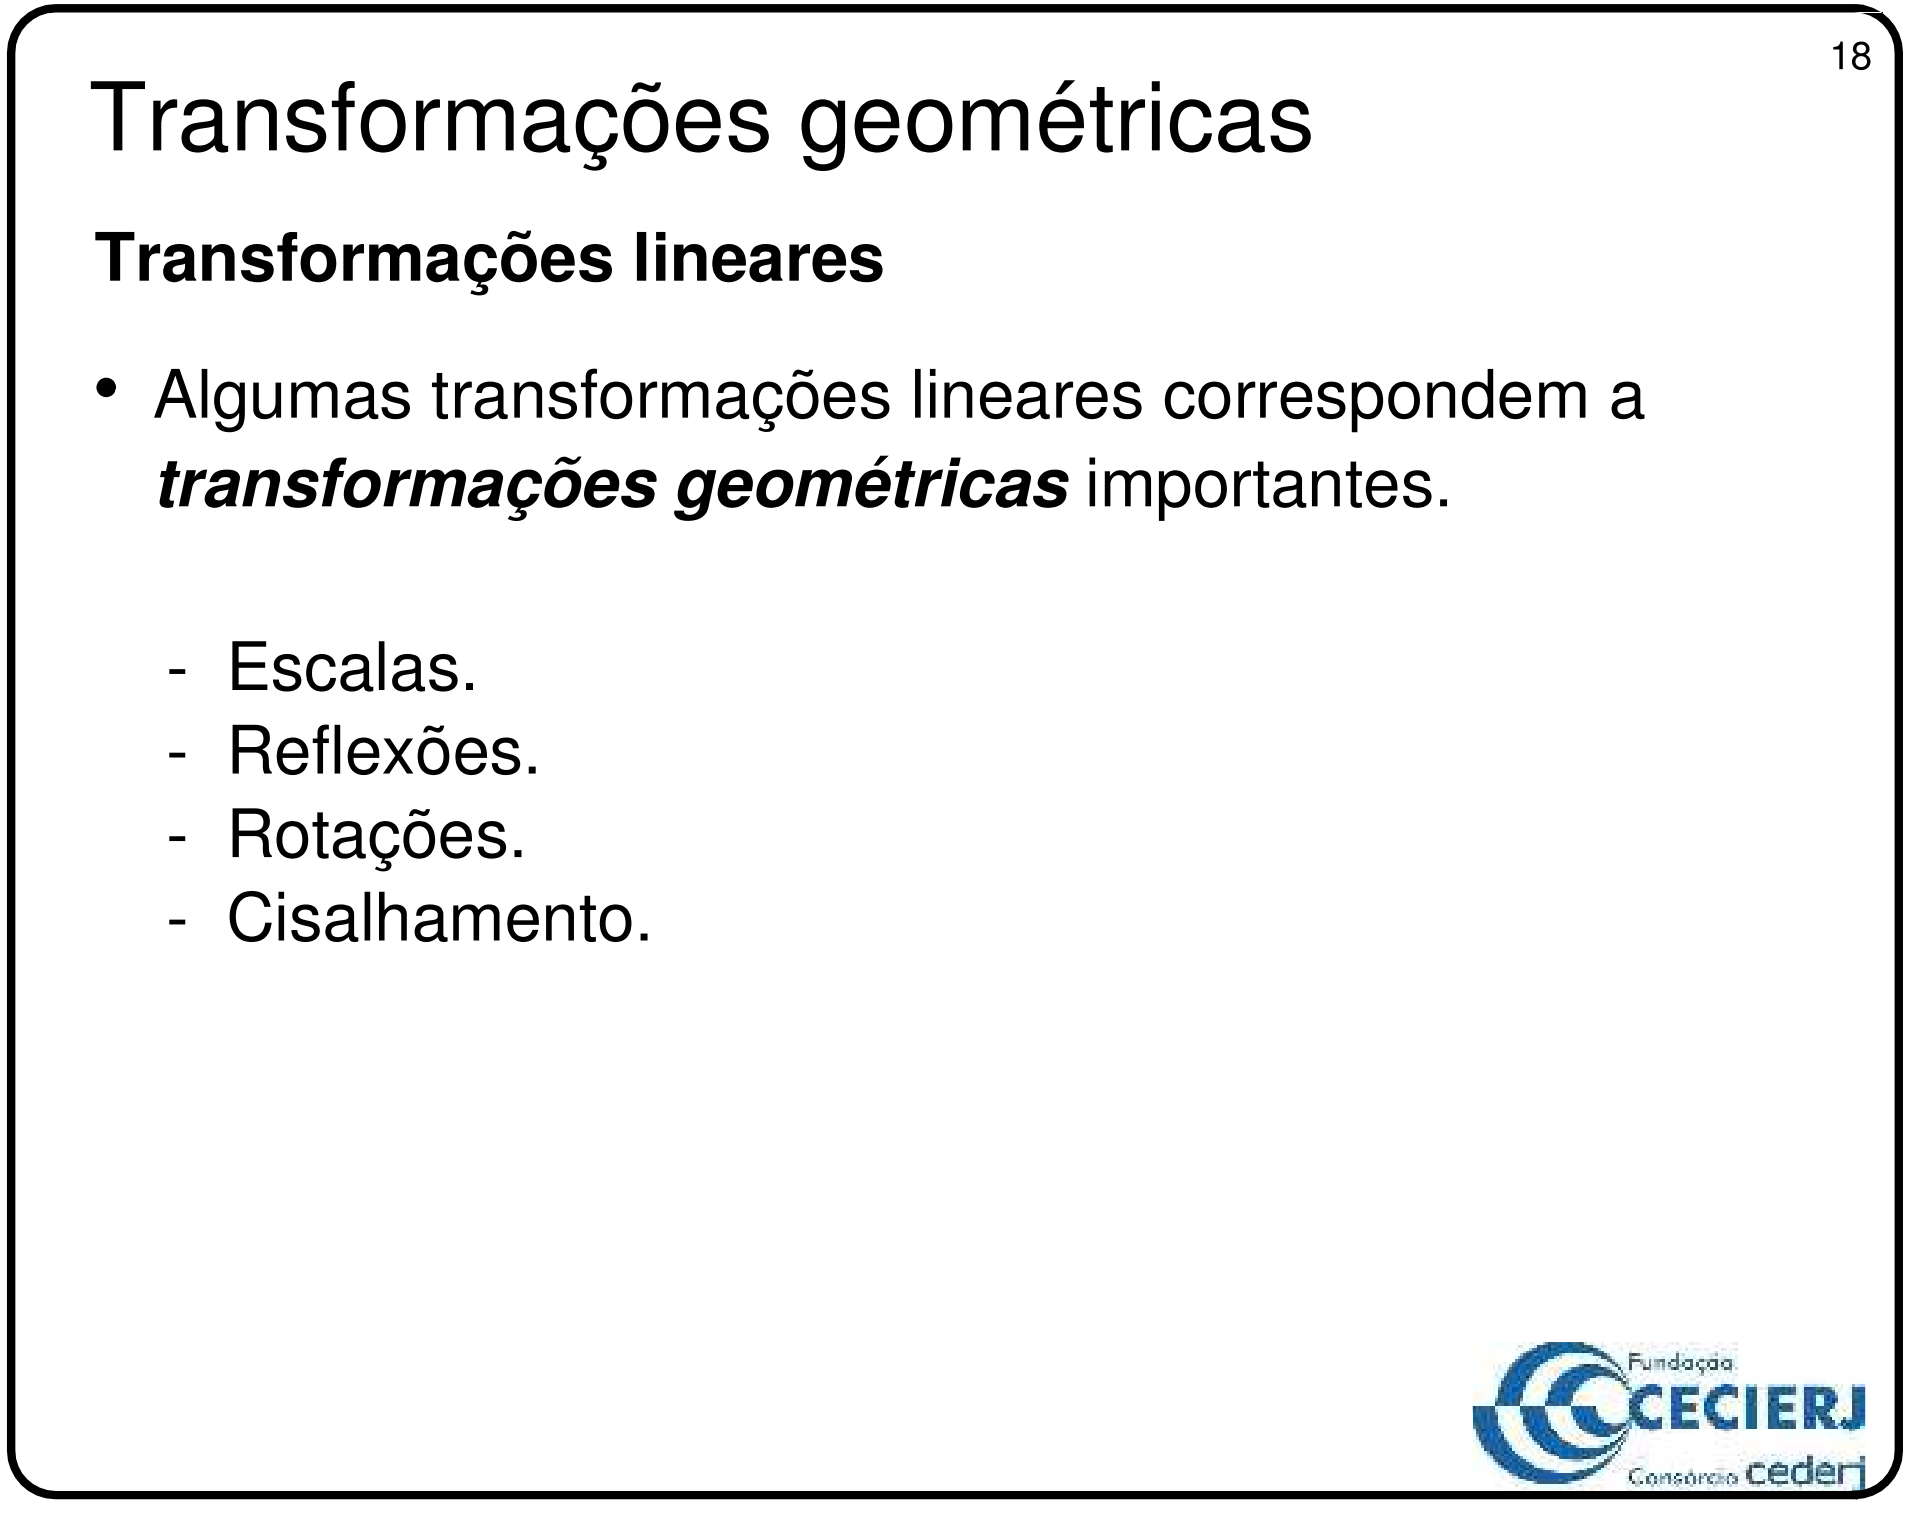 18
Transformações geométricas
Transformações lineares
• Algumas transformações lineares correspondem a
transformações geométricas importantes.
- Escalas.
- Reflexões.
- Rotações.
- Cisalhamento.
Fundação
CECIERJ
Consórcio cederj